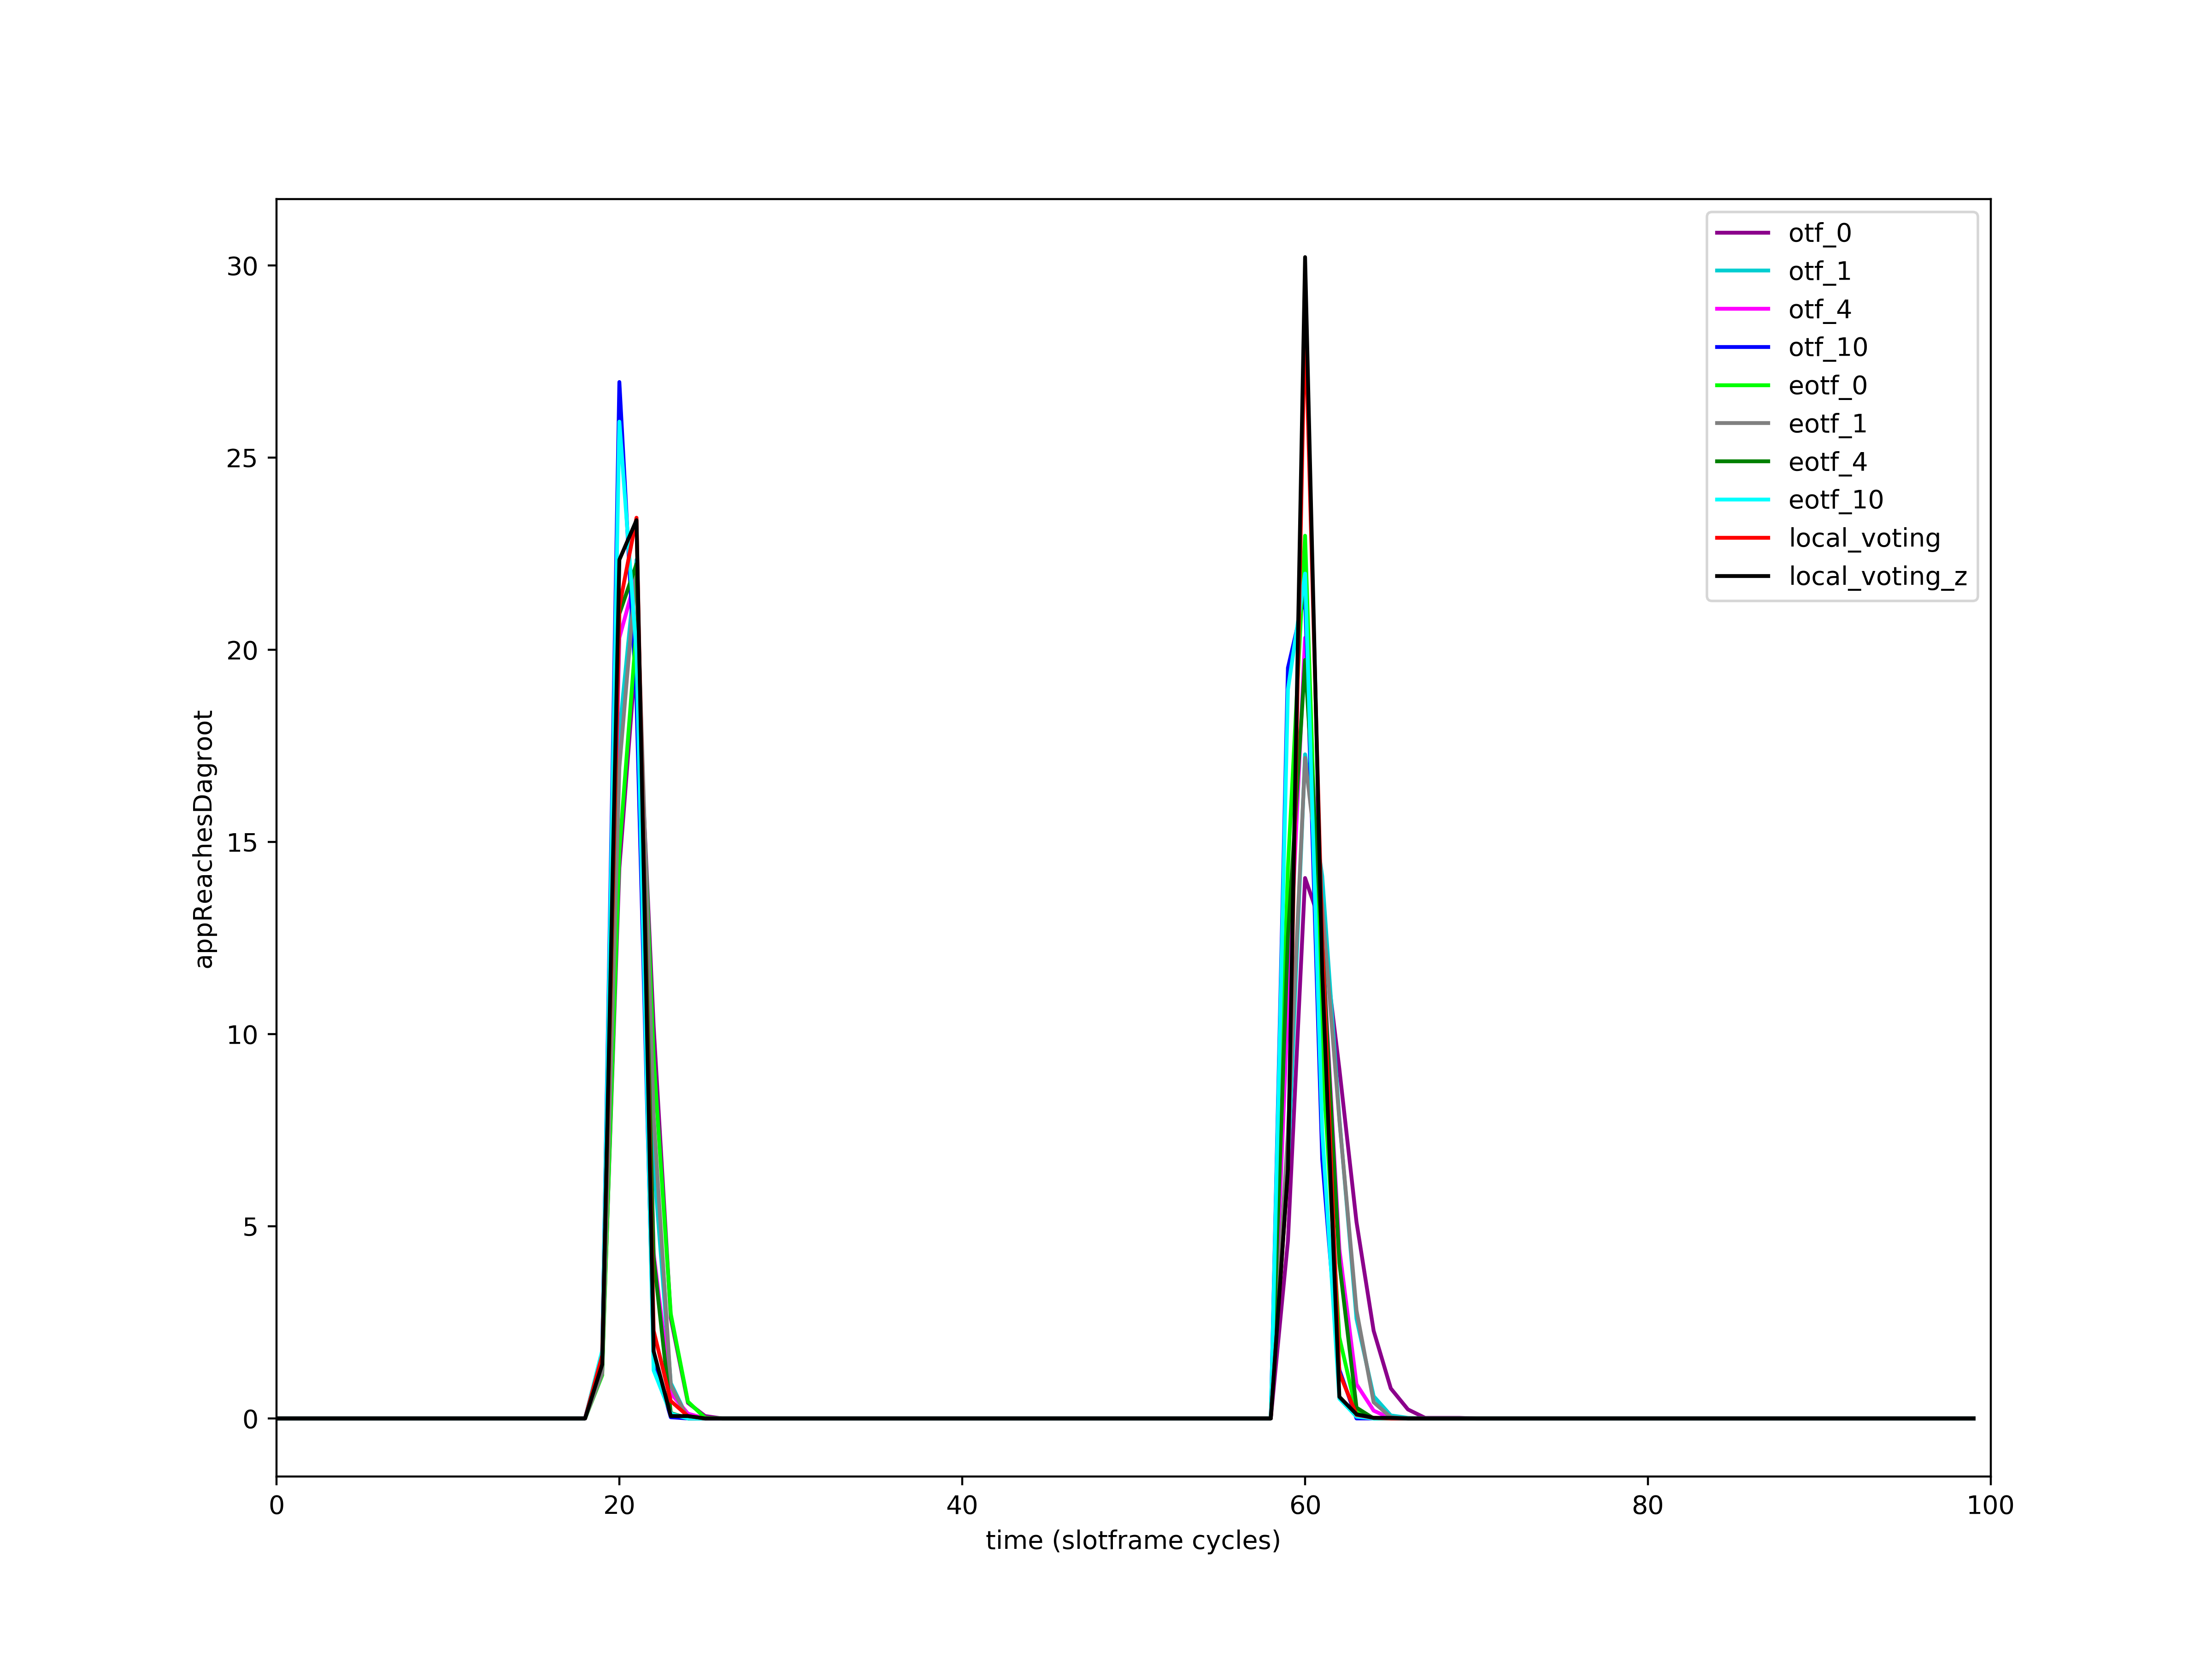 otf_0
otf_1
otf_4
otf_10
eotf_0
eotf_1
eotf_4
eotf_10
local_voting
local_voting_z
appReachesDagroot
30
25
20
15
10
5
0
0 20 40 60 80 100
time (slotframe cycles)